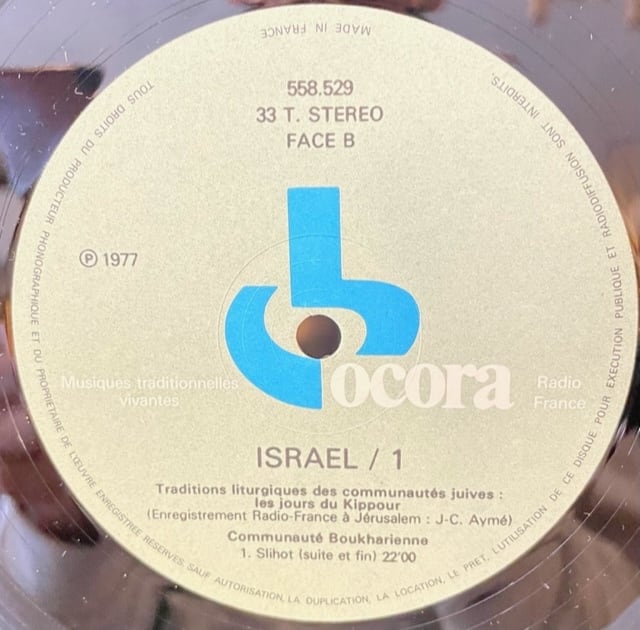 MADE IN FRANCE
TOUS DROITS DU PRODUCTEUR PHONOGRAPHIQUE ET DU PROPRIETAIRE DE L'ŒUVRE ENREGISTREE RESERVES. SAUF AUTORISATION, LA DUPLICATION, LA LOCATION, LE PRET, L'UTILISATION DE CE DISQUE POUR EXECUTION PUBLIQUE ET RADIODIFFUSION SONT INTERDITS.
558.529
33 T. STEREO
FACE B
Ⓟ 1977
Musiques traditionnelles
vivantes
ocora
Radio
France
ISRAEL / 1
Traditions liturgiques des communautés juives :
les jours du Kippour
(Enregistrement Radio-France à Jérusalem : J-C. Aymé)
Communauté Boukharienne
1. Slihot (suite et fin) 22'00